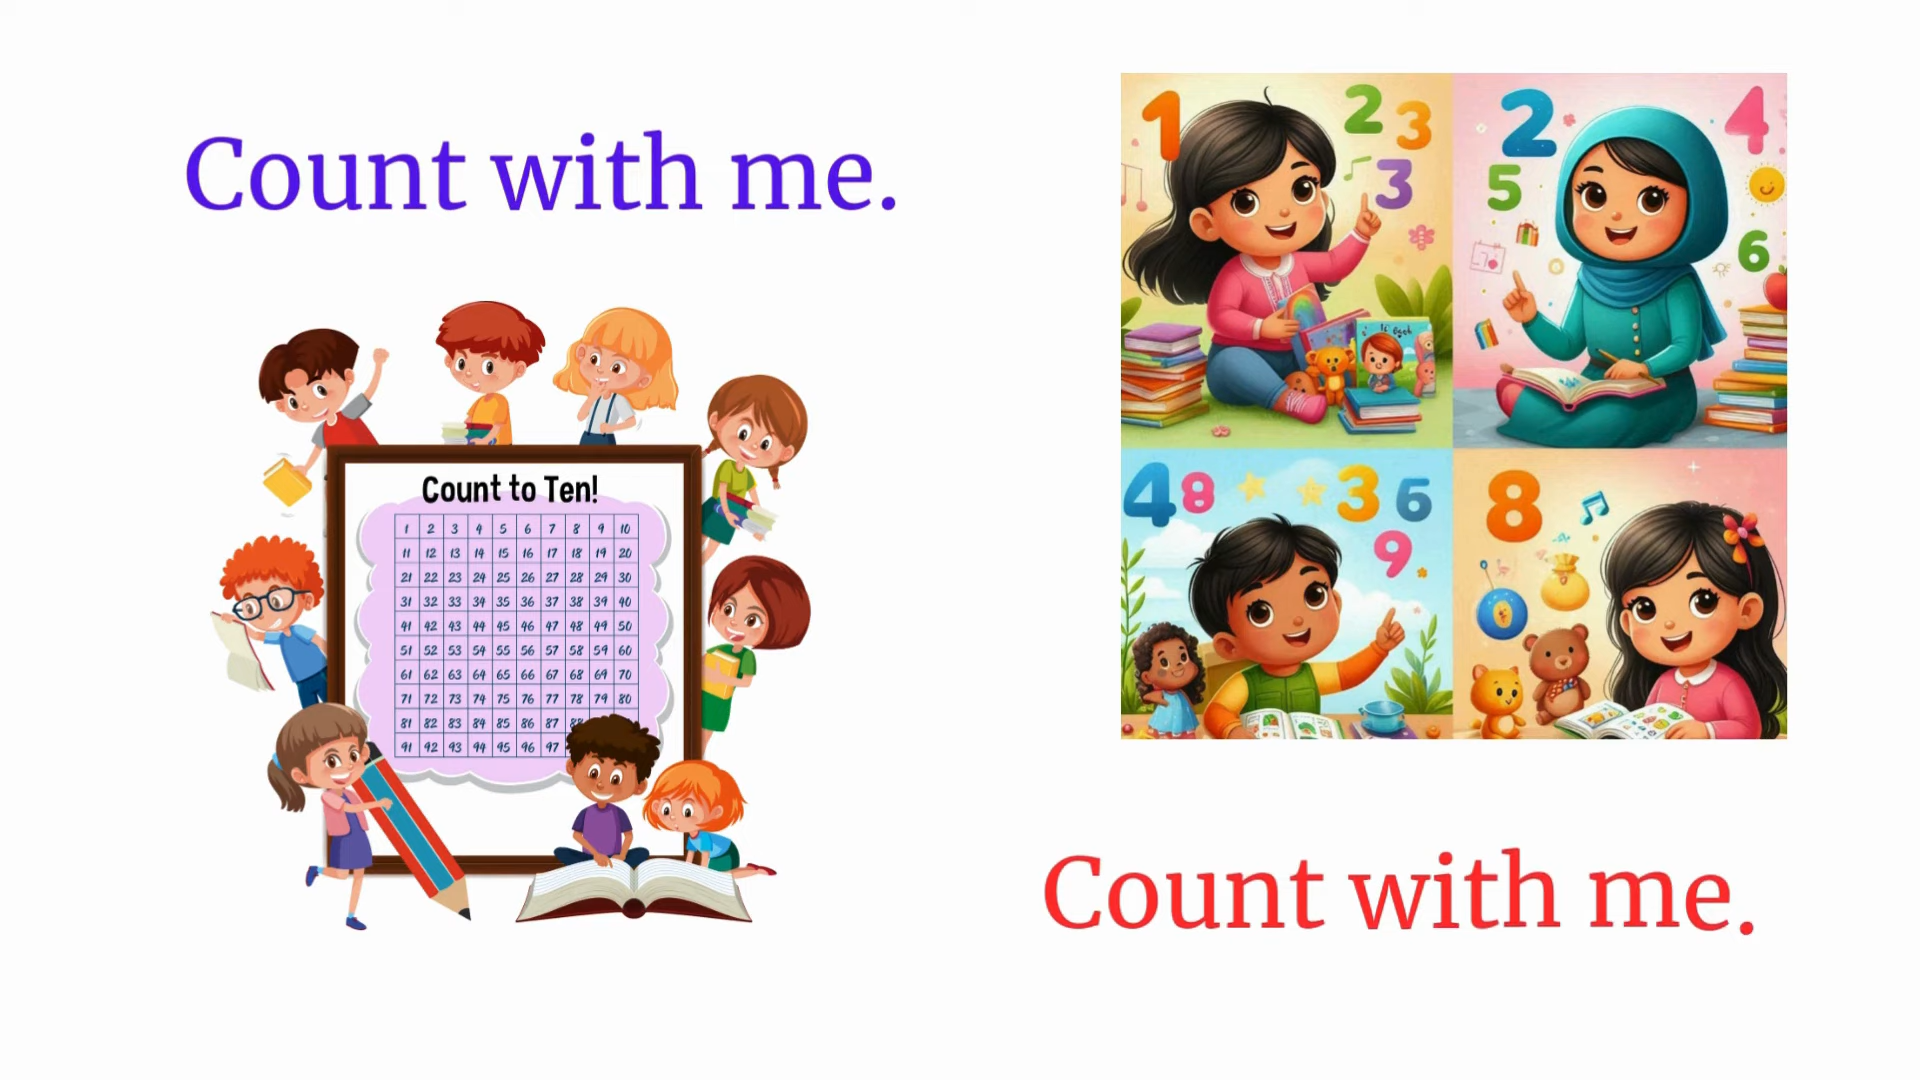 Count with me.
Count to Ten!
1 2 3 4 5 6 7 8 9 10
11 12 13 14 15 16 17 18 19 20
21 22 23 24 25 26 27 28 29 30
31 32 33 34 35 36 37 38 39 40
41 42 43 44 45 46 47 48 49 50
51 52 53 54 55 56 57 58 59 60
61 62 63 64 65 66 67 68 69 70
71 72 73 74 75 76 77 78 79 80
81 82 83 84 85 86 87 88
91 92 93 94 95 96 97
1 2 3
3
2 4
5
6
4 8 3 6
9
8
Count with me.